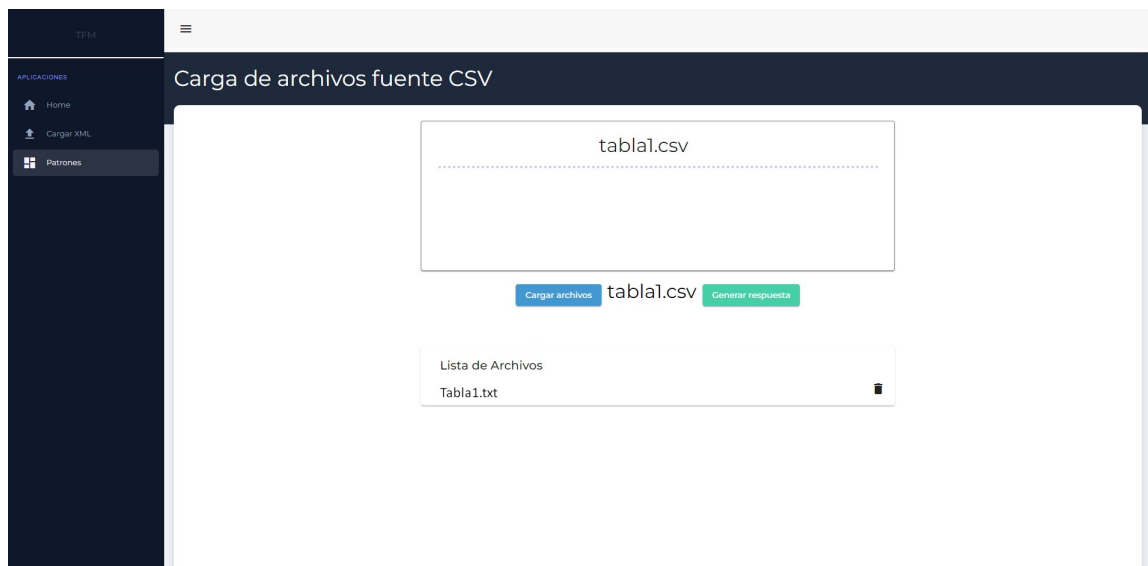 TFM
APLICACIONES
Home
Cargar XML
Patrones
Carga de archivos fuente CSV
tabla1.csv
Cargar archivos tabla1.csv Generar respuesta
Lista de Archivos
Tabla1.txt